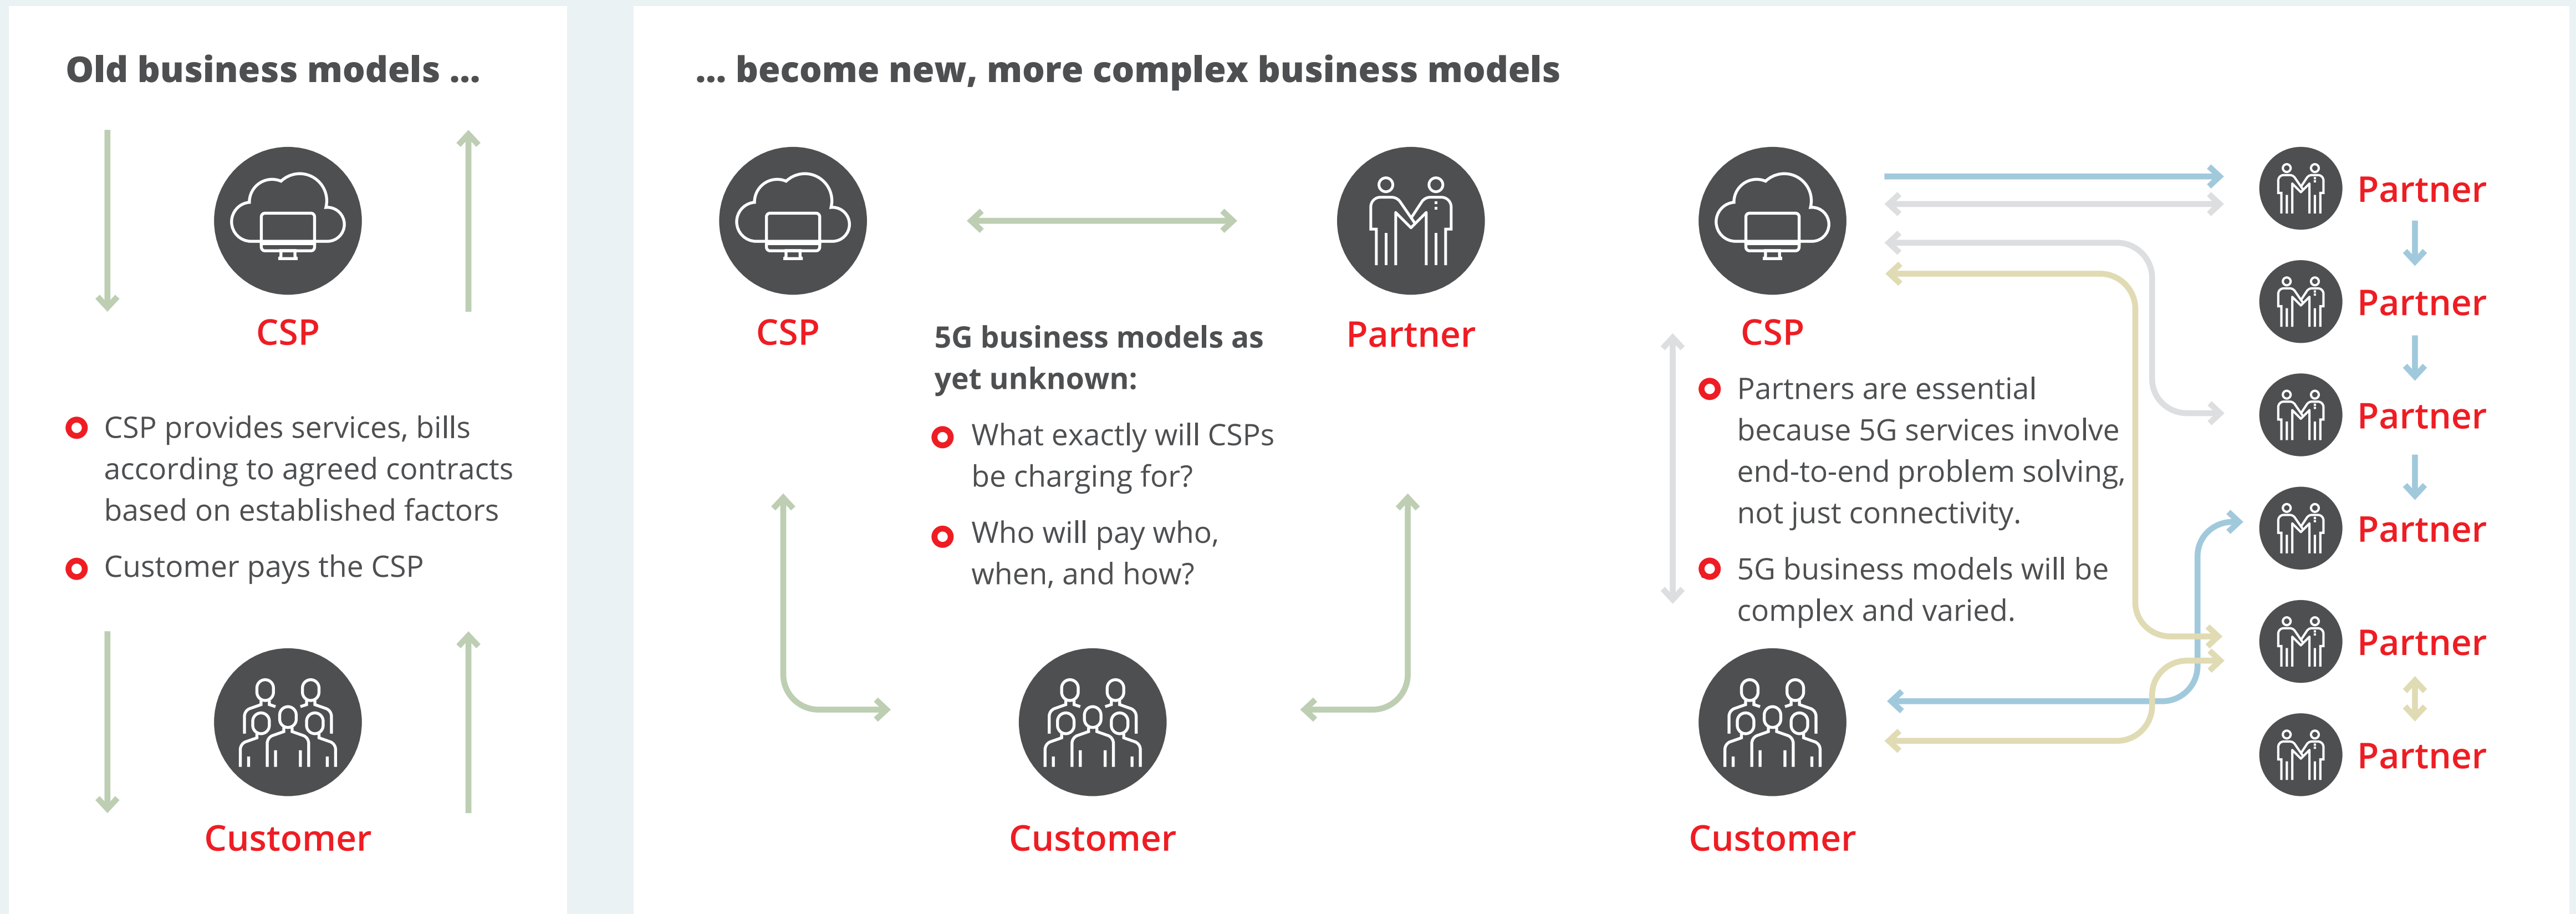 Old business models ...
CSP
CSP provides services, bills
according to agreed contracts
based on established factors
Customer pays the CSP
Customer
... become new, more complex business models
CSP
Partner
5G business models as
yet unknown:
What exactly will CSPs
be charging for?
Who will pay who,
when, and how?
Customer
CSP
Partners are essential
because 5G services involve
end-to-end problem solving,
not just connectivity.
5G business models will be
complex and varied.
Customer
Partner
Partner
Partner
Partner
Partner
Partner